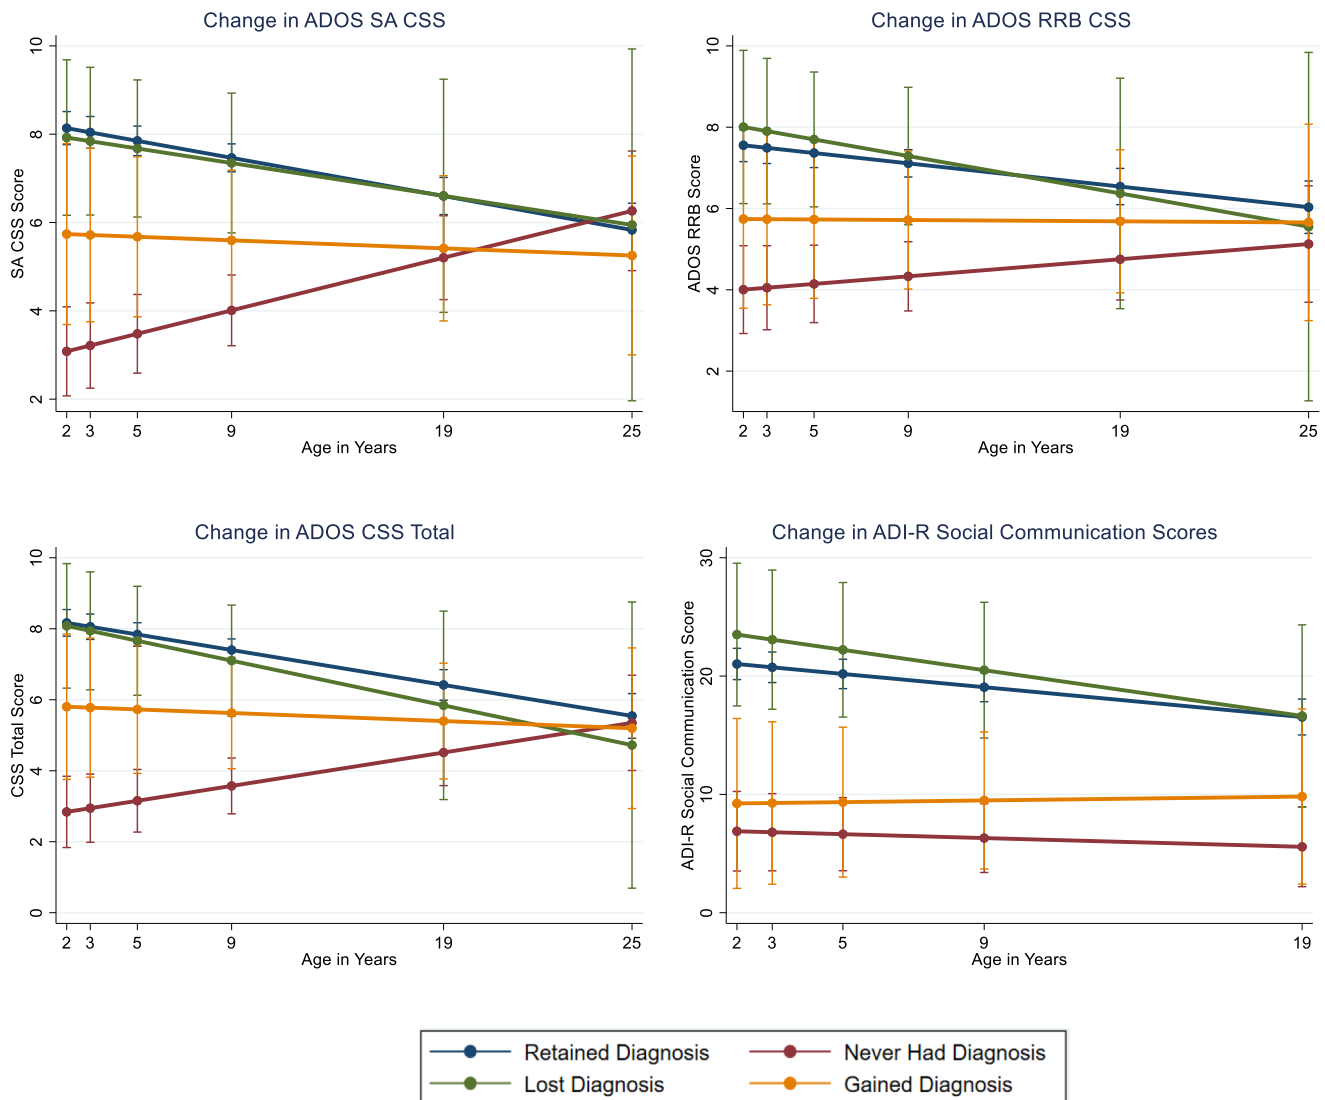 Change in ADOS SA CSS
SA CSS Score
10
8
6
4
2
2 3 5 9 19 25
Age in Years
Change in ADOS RRB CSS
ADOS RRB Score
10
8
6
4
2
2 3 5 9 19 25
Age in Years
Change in ADOS CSS Total
CSS Total Score
10
8
6
4
2
0
2 3 5 9 19 25
Age in Years
Change in ADI-R Social Communication Scores
ADI-R Social Communication Score
30
20
10
0
2 3 5 9 19
Age in Years
Retained Diagnosis Never Had Diagnosis
Lost Diagnosis Gained Diagnosis